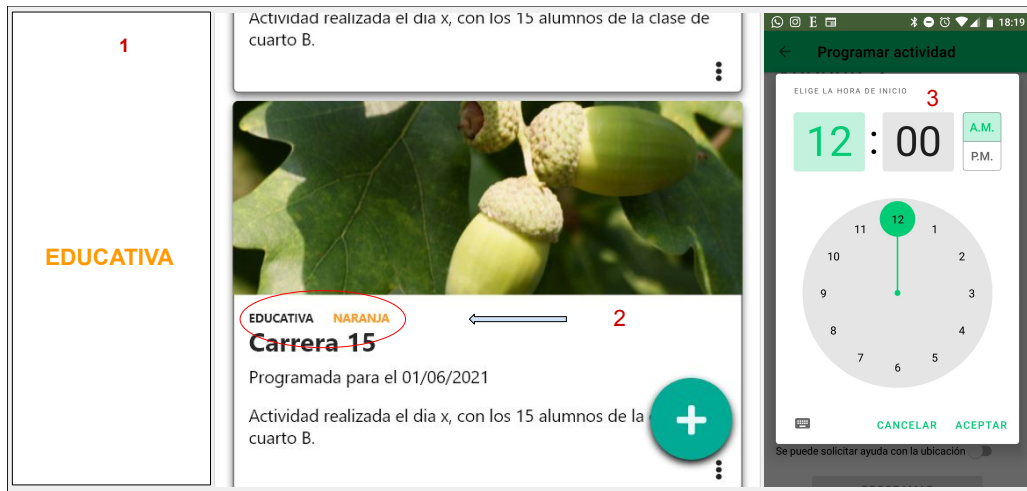 1
EDUCATIVA
Actividad realizada el dia x, con los 15 alumnos de la clase de
cuarto B.
EDUCATIVA NARANJA
Carrera 15
Programada para el 01/06/2021
Actividad realizada el dia x, con los 15 alumnos de la
cuarto B.
2
18:19
Programar actividad
ELIGE LA HORA DE INICIO
3
12 : 00
A.M.
P.M.
12
11 1
10 2
9 3
8 4
7 5
6
CANCELAR ACEPTAR
Se puede solicitar ayuda con la ubicación